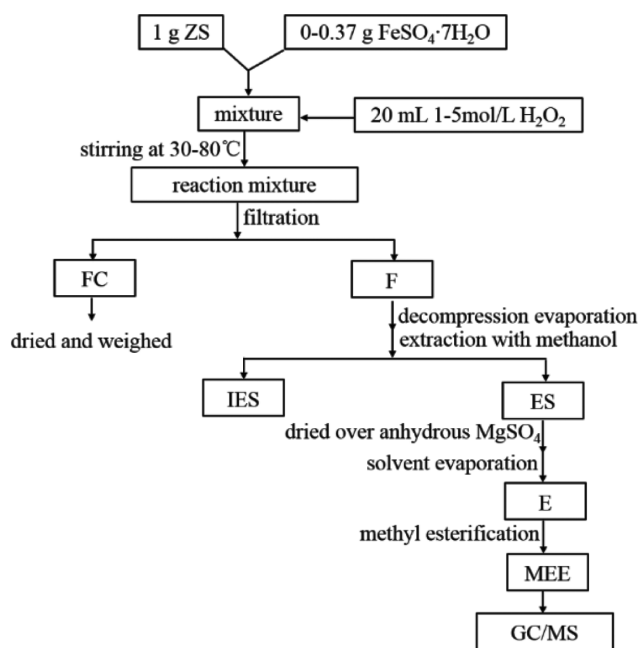 1 g ZS
0-0.37 g FeSO₄·7H₂O
mixture
20 mL 1-5mol/L H₂O₂
stirring at 30-80℃
reaction mixture
filtration
FC
F
dried and weighed
decompression evaporation
extraction with methanol
IES
ES
dried over anhydrous MgSO₄
solvent evaporation
E
methyl esterification
MEE
GC/MS